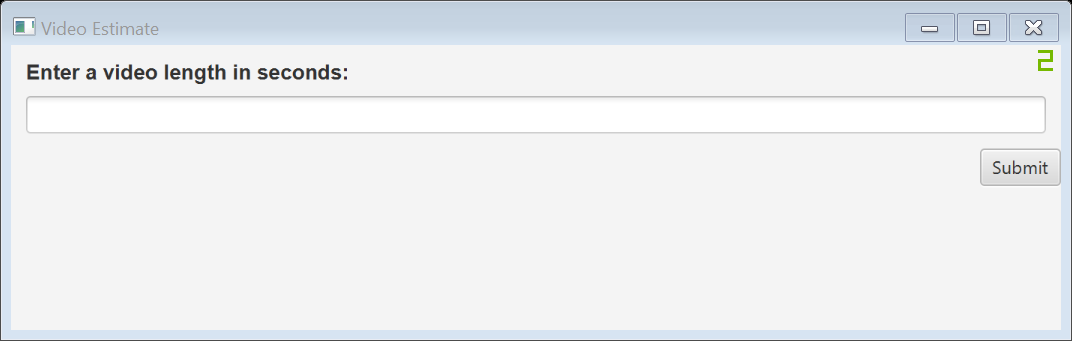 Video Estimate
2
Enter a video length in seconds:
Submit